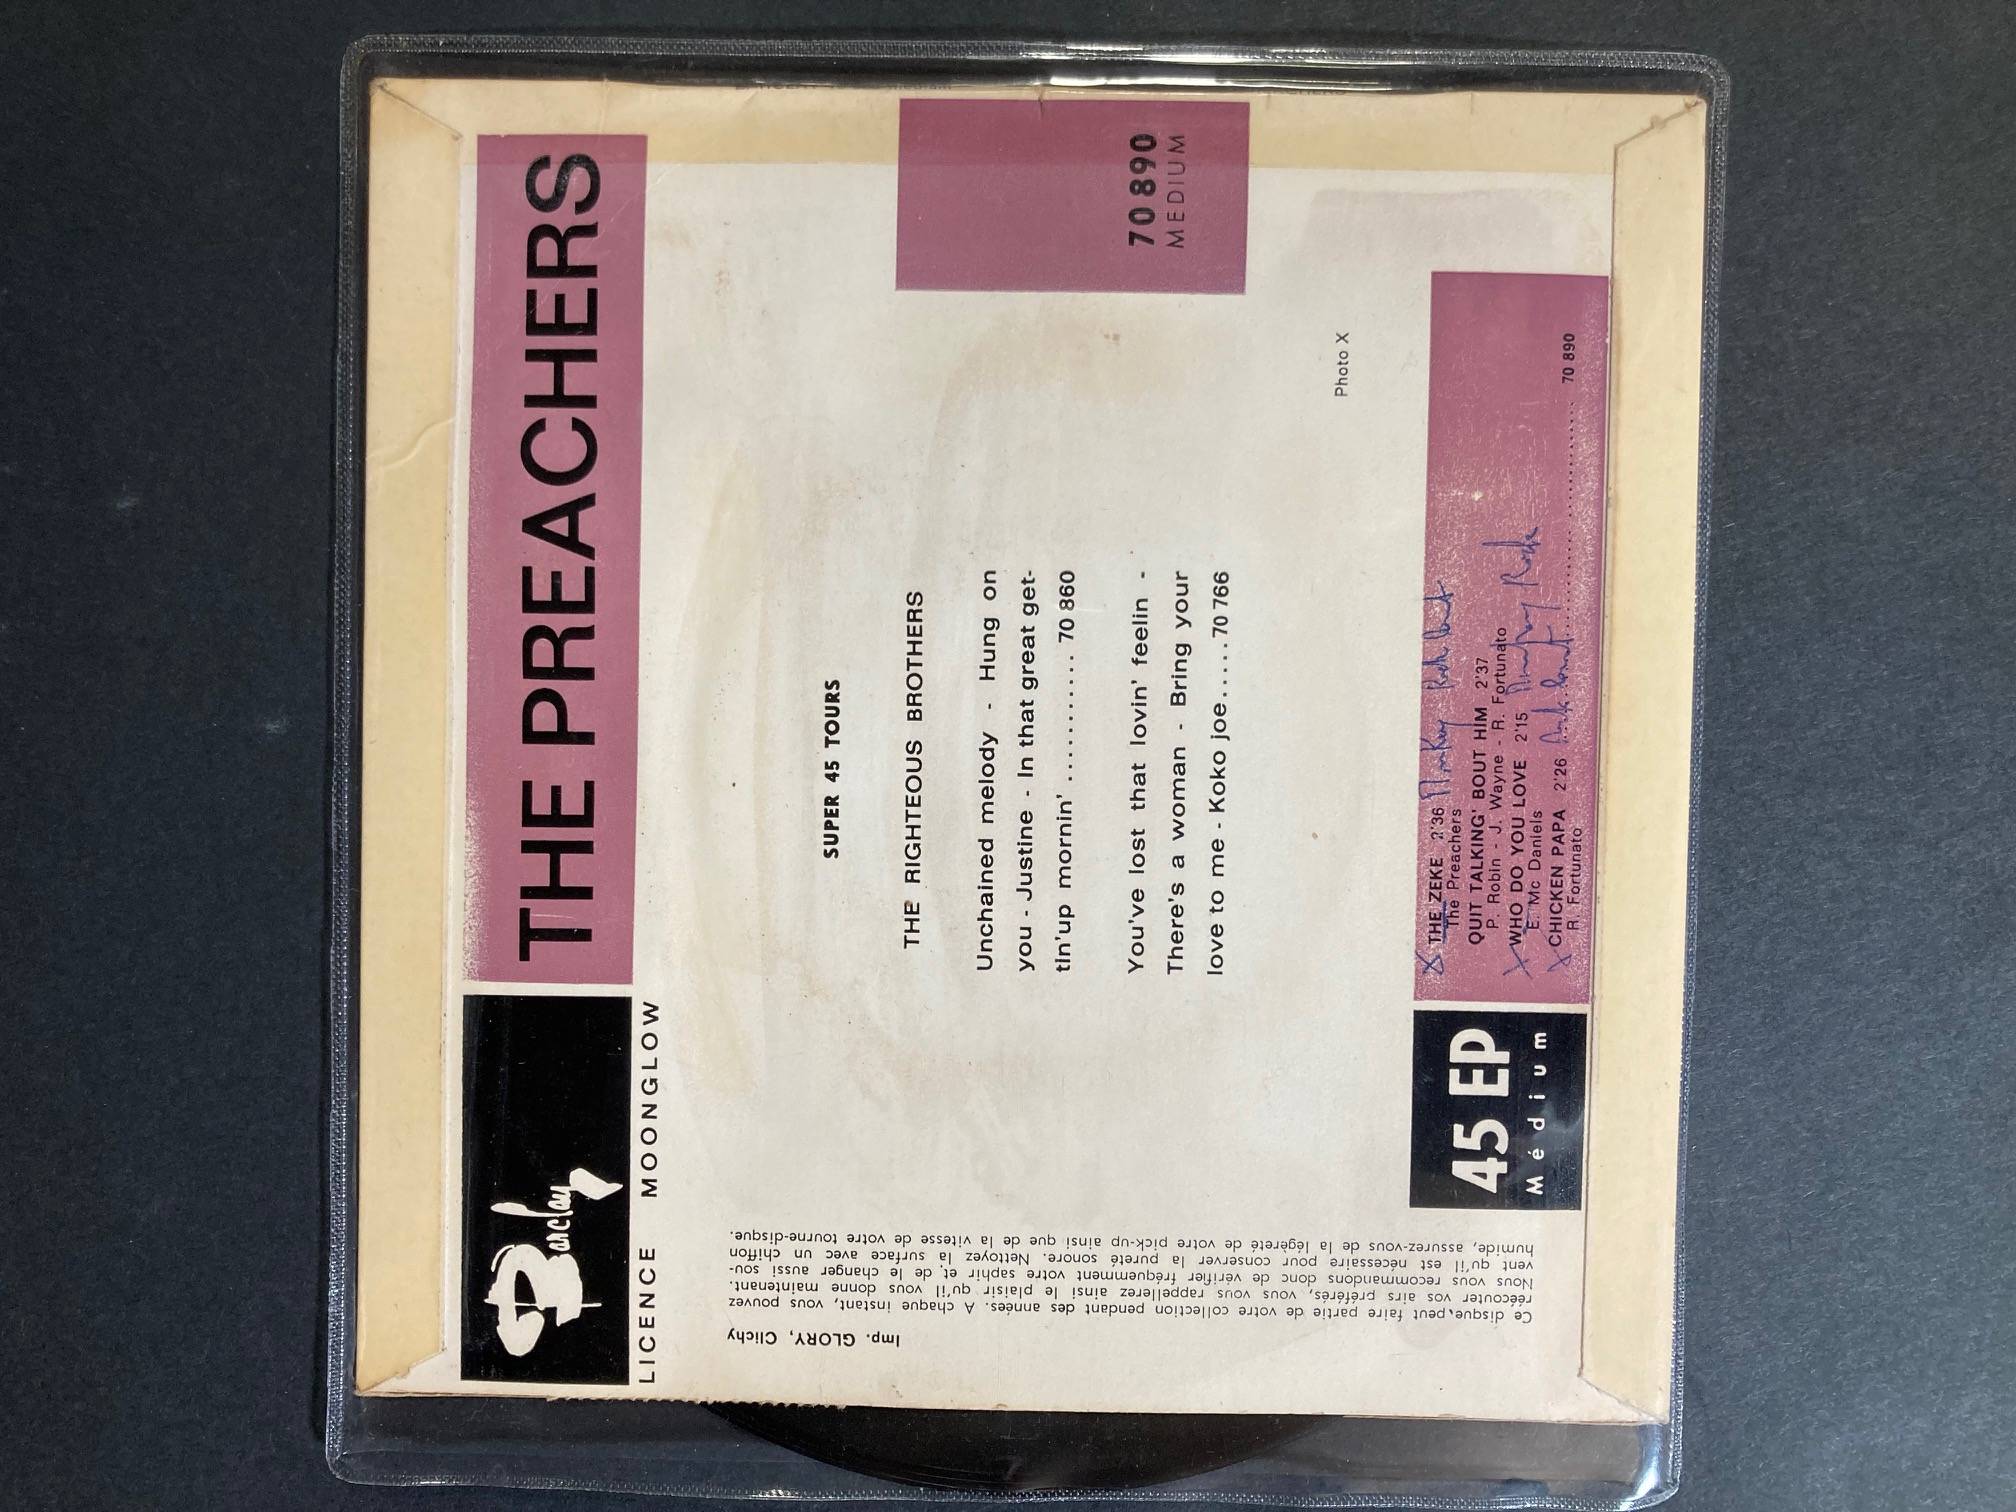 Barclay
THE PREACHERS
LICENCE MOONGLOW
SUPER 45 TOURS
THE RIGHTEOUS BROTHERS
Unchained melody - Hung on
you - Justine - In that great get-
tin'up mornin' ............ 70 860
You've lost that lovin' feelin -
There's a woman - Bring your
love to me - Koko joe..... 70 766
70 890
MEDIUM
Photo X
45 EP
Médium
X THE ZEKE 2'36
The Preachers
QUIT TALKING' BOUT HIM 2'37
P. Robin - J. Wayne - R. Fortunato
X WHO DO YOU LOVE 2'15
E. Mc Daniels
X CHICKEN PAPA 2'26
R. Fortunato
70 890
Imp. GLORY, Clichy
Ce disque peut faire partie de votre collection pendant des années. A chaque instant, vous pouvez
réécouter vos airs préférés, vous vous rappellerez ainsi le plaisir qu'il vous donne maintenant.
Nous vous recommandons donc de vérifier fréquemment votre saphir et de le changer aussi sou-
vent qu'il est nécessaire pour conserver la pureté sonore. Nettoyez la surface avec un chiffon
humide, assurez-vous de la légèreté de votre pick-up ainsi que de la vitesse de votre tourne-disque.